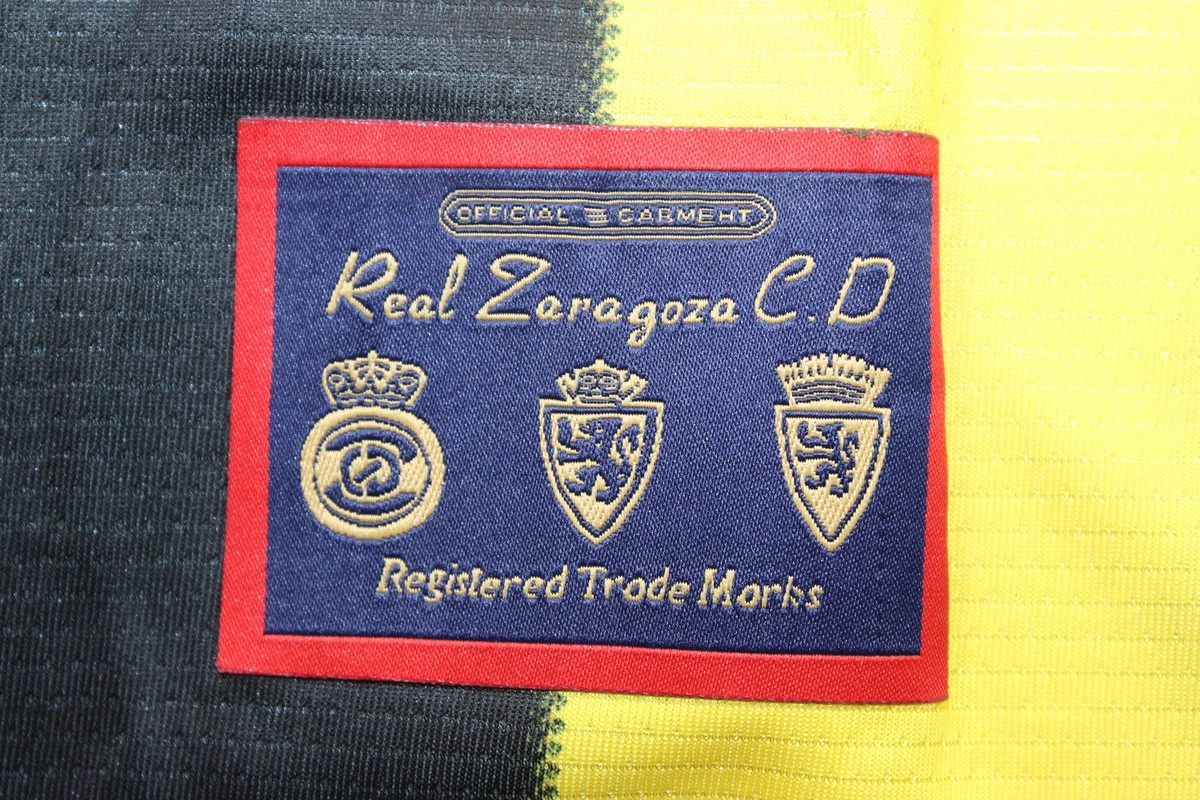 OFFICIAL GARMENT
Real Zaragoza C.D
Registered Trade Marks